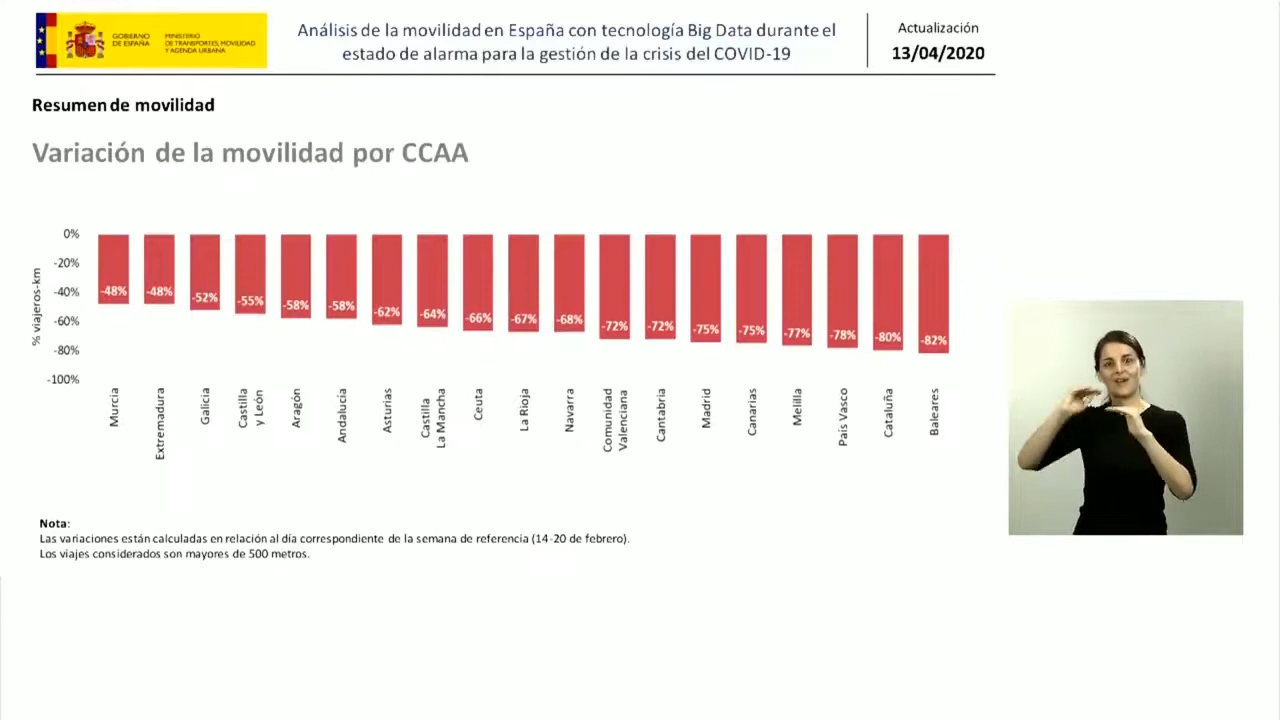 GOBIERNO
DE ESPAÑA
MINISTERIO
DE TRANSPORTES, MOVILIDAD
Y AGENDA URBANA
Análisis de la movilidad en España con tecnología Big Data durante el
estado de alarma para la gestión de la crisis del COVID-19
Actualización
13/04/2020
Resumen de movilidad
Variación de la movilidad por CCAA
% viajeros-km
0%
-20%
-40%
-60%
-80%
-100%
-48%
-48%
-52%
-55%
-58%
-58%
-62%
-64%
-66%
-67%
-68%
-72%
-72%
-75%
-75%
-77%
-78%
-80%
-82%
Murcia
Extremadura
Galicia
Castilla
y León
Aragón
Andalucía
Asturias
Castilla
La Mancha
Ceuta
La Rioja
Navarra
Comunidad
Valenciana
Cantabria
Madrid
Canarias
Melilla
País Vasco
Cataluña
Baleares
Nota:
Las variaciones están calculadas en relación al día correspondiente de la semana de referencia (14-20 de febrero).
Los viajes considerados son mayores de 500 metros.